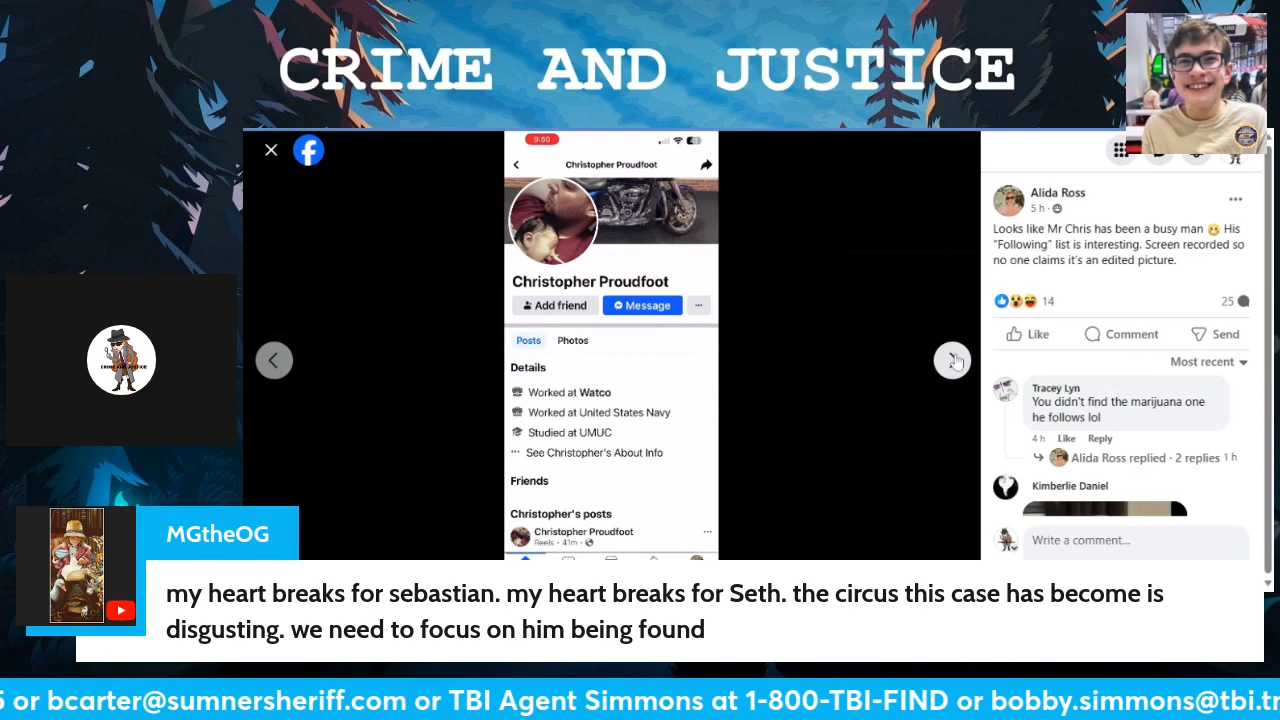 CRIME AND JUSTICE
9:50
Christopher Proudfoot
Christopher Proudfoot
Add friend
Message
Posts
Photos
Details
Worked at Watco
Worked at United States Navy
Studied at UMUC
See Christopher's About Info
Friends
Christopher's posts
Christopher Proudfoot
Reels · 41m ·
Alida Ross
5 h ·
Looks like Mr Chris has been a busy man 😬 His
"Following" list is interesting. Screen recorded so
no one claims it's an edited picture.
14
25
Like
Comment
Send
Most recent
Tracey Lyn
You didn't find the marijuana one
he follows lol
4 h Like Reply
Alida Ross replied · 2 replies 1 h
Kimberlie Daniel
Write a comment...
CRIME AND JUSTICE
MGtheOG
my heart breaks for sebastian. my heart breaks for Seth. the circus this case has become is
disgusting. we need to focus on him being found
or bcarter@sumnersheriff.com or TBI Agent Simmons at 1-800-TBI-FIND or bobby.simmons@tbi.t